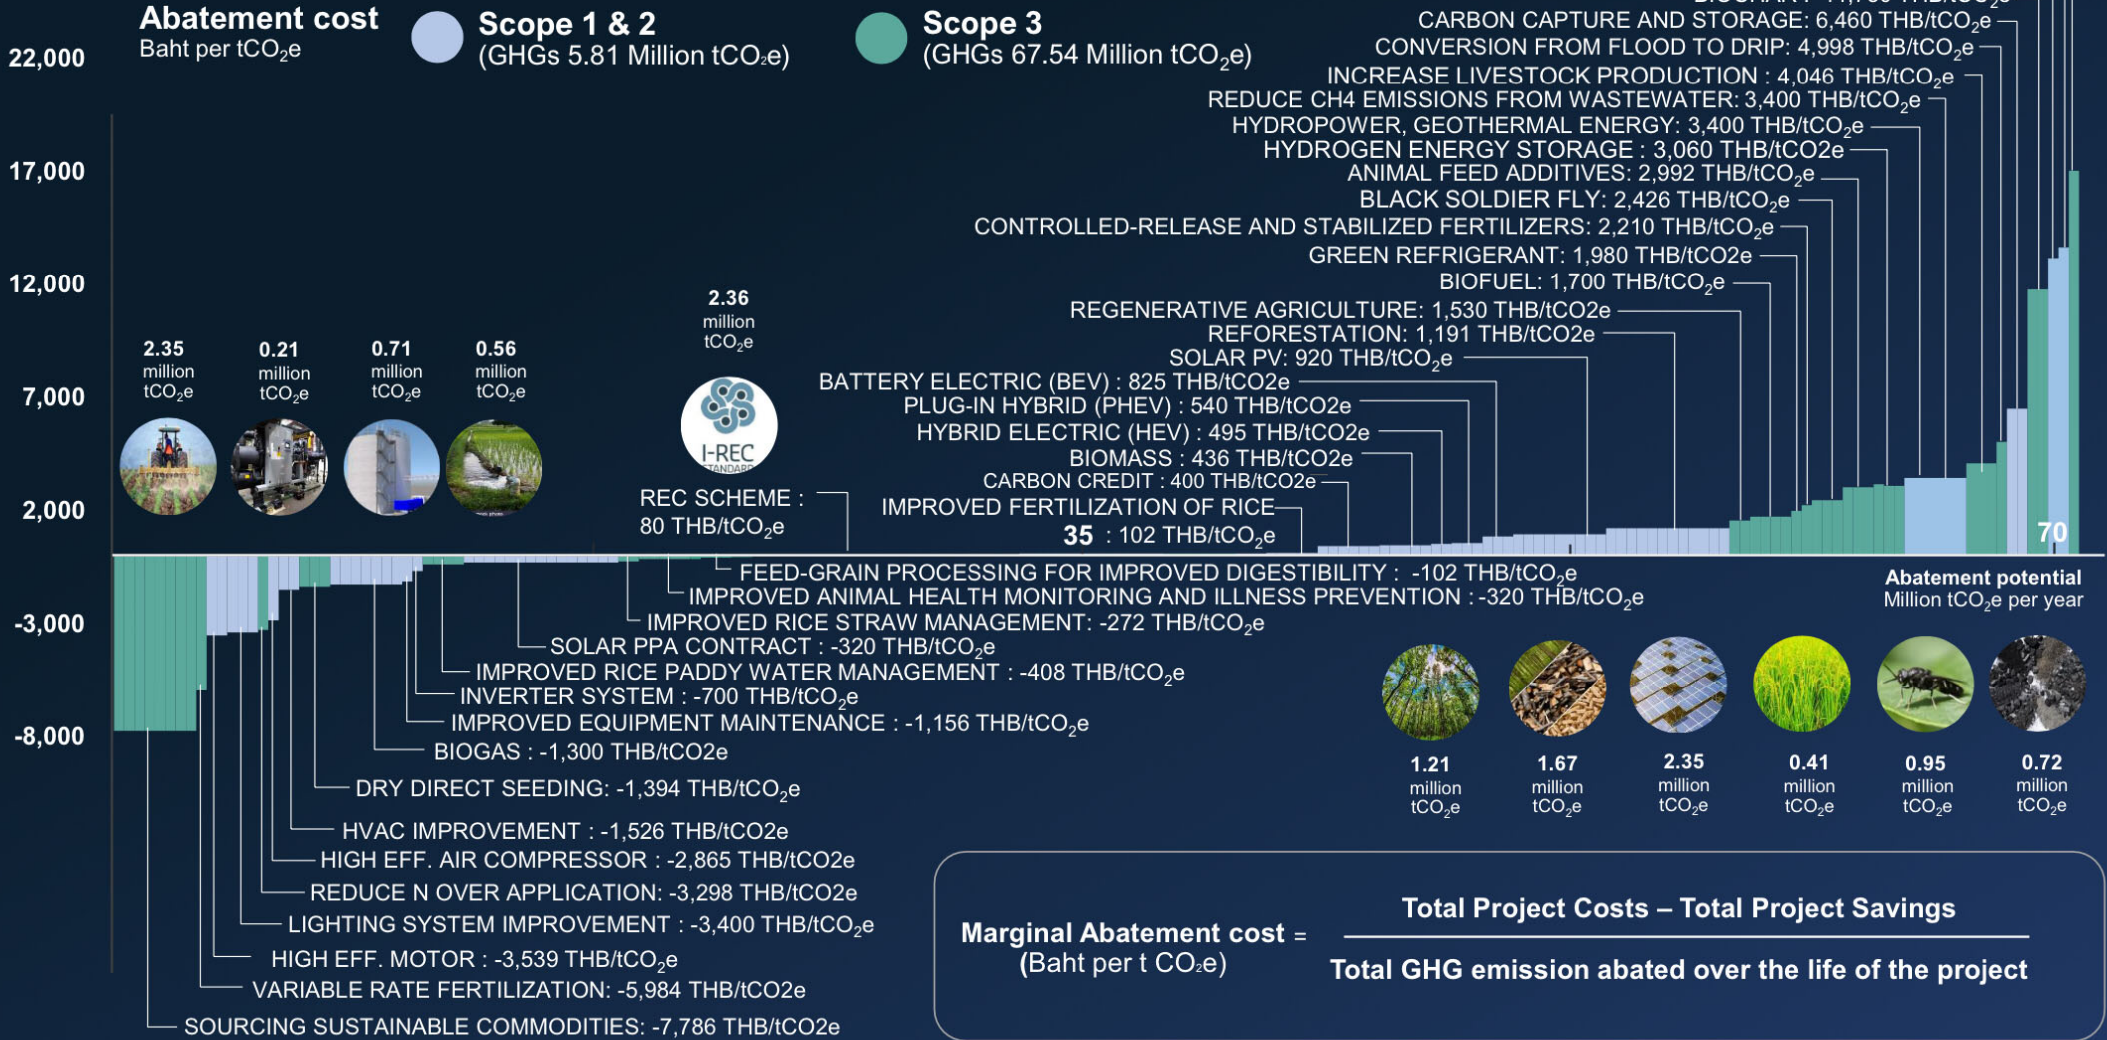 Abatement cost
Baht per tCO₂e
Scope 1 & 2
(GHGs 5.81 Million tCO₂e)
Scope 3
(GHGs 67.54 Million tCO₂e)
22,000
17,000
12,000
7,000
2,000
-3,000
-8,000
CARBON CAPTURE AND STORAGE: 6,460 THB/tCO₂e
CONVERSION FROM FLOOD TO DRIP: 4,998 THB/tCO₂e
INCREASE LIVESTOCK PRODUCTION : 4,046 THB/tCO₂e
REDUCE CH4 EMISSIONS FROM WASTEWATER: 3,400 THB/tCO₂e
HYDROPOWER, GEOTHERMAL ENERGY: 3,400 THB/tCO₂e
HYDROGEN ENERGY STORAGE : 3,060 THB/tCO2e
ANIMAL FEED ADDITIVES: 2,992 THB/tCO₂e
BLACK SOLDIER FLY: 2,426 THB/tCO₂e
CONTROLLED-RELEASE AND STABILIZED FERTILIZERS: 2,210 THB/tCO₂e
GREEN REFRIGERANT: 1,980 THB/tCO2e
BIOFUEL: 1,700 THB/tCO₂e
REGENERATIVE AGRICULTURE: 1,530 THB/tCO2e
REFORESTATION: 1,191 THB/tCO2e
SOLAR PV: 920 THB/tCO₂e
BATTERY ELECTRIC (BEV) : 825 THB/tCO2e
PLUG-IN HYBRID (PHEV) : 540 THB/tCO2e
HYBRID ELECTRIC (HEV) : 495 THB/tCO2e
BIOMASS : 436 THB/tCO2e
CARBON CREDIT : 400 THB/tCO2e
IMPROVED FERTILIZATION OF RICE
35 : 102 THB/tCO₂e
2.35
million
tCO₂e
0.21
million
tCO₂e
0.71
million
tCO₂e
0.56
million
tCO₂e
2.36
million
tCO₂e
I-REC
STANDARD
REC SCHEME :
80 THB/tCO₂e
70
Abatement potential
Million tCO₂e per year
FEED-GRAIN PROCESSING FOR IMPROVED DIGESTIBILITY : -102 THB/tCO₂e
IMPROVED ANIMAL HEALTH MONITORING AND ILLNESS PREVENTION :-320 THB/tCO₂e
IMPROVED RICE STRAW MANAGEMENT: -272 THB/tCO₂e
SOLAR PPA CONTRACT : -320 THB/tCO₂e
IMPROVED RICE PADDY WATER MANAGEMENT : -408 THB/tCO₂e
INVERTER SYSTEM : -700 THB/tCO₂e
IMPROVED EQUIPMENT MAINTENANCE : -1,156 THB/tCO₂e
BIOGAS : -1,300 THB/tCO2e
DRY DIRECT SEEDING: -1,394 THB/tCO₂e
HVAC IMPROVEMENT : -1,526 THB/tCO2e
HIGH EFF. AIR COMPRESSOR : -2,865 THB/tCO2e
REDUCE N OVER APPLICATION: -3,298 THB/tCO2e
LIGHTING SYSTEM IMPROVEMENT : -3,400 THB/tCO₂e
HIGH EFF. MOTOR : -3,539 THB/tCO₂e
VARIABLE RATE FERTILIZATION: -5,984 THB/tCO2e
SOURCING SUSTAINABLE COMMODITIES: -7,786 THB/tCO2e
1.21
million
tCO₂e
1.67
million
tCO₂e
2.35
million
tCO₂e
0.41
million
tCO₂e
0.95
million
tCO₂e
0.72
million
tCO₂e
Marginal Abatement cost =
(Baht per t CO₂e)
Total Project Costs – Total Project Savings
Total GHG emission abated over the life of the project